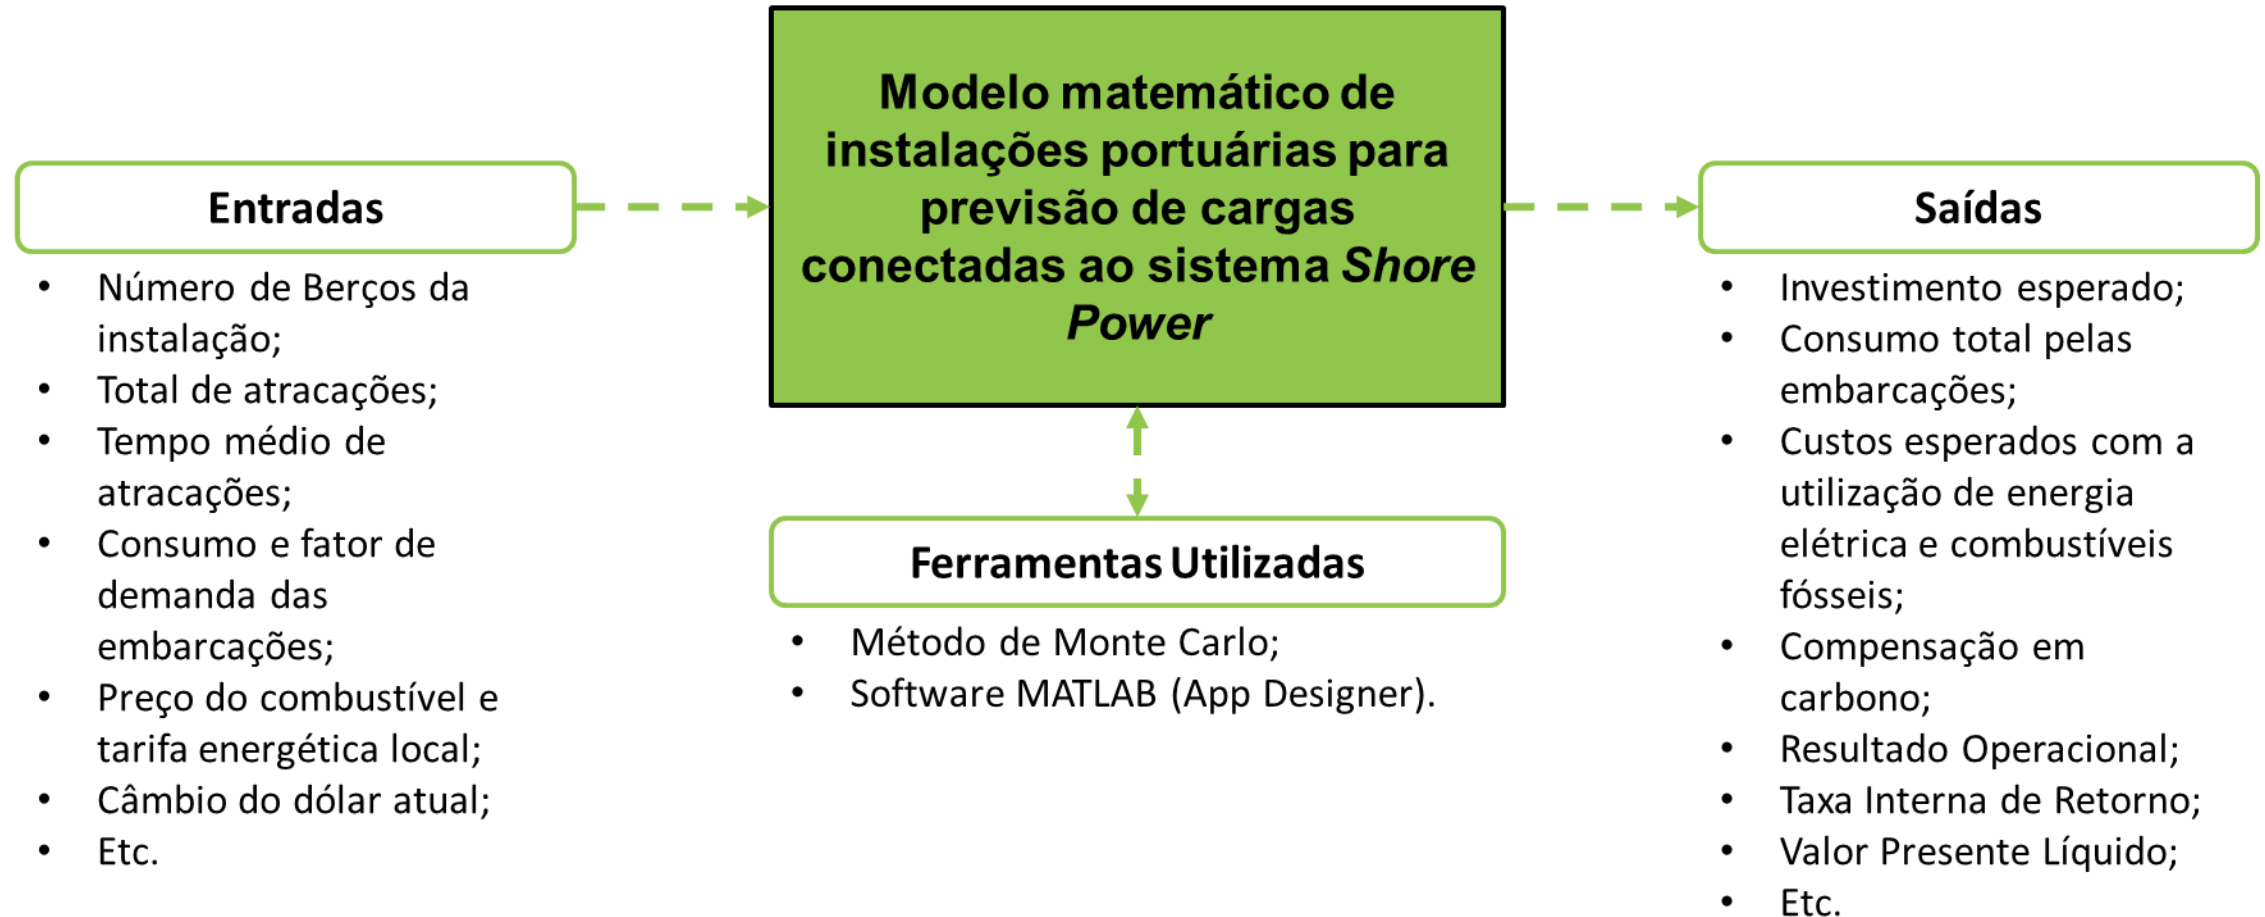 Modelo matemático de
instalações portuárias para
previsão de cargas
conectadas ao sistema Shore
Power
Entradas
• Número de Berços da
instalação;
• Total de atracações;
• Tempo médio de
atracações;
• Consumo e fator de
demanda das
embarcações;
• Preço do combustível e
tarifa energética local;
• Câmbio do dólar atual;
• Etc.
Ferramentas Utilizadas
• Método de Monte Carlo;
• Software MATLAB (App Designer).
Saídas
• Investimento esperado;
• Consumo total pelas
embarcações;
• Custos esperados com a
utilização de energia
elétrica e combustíveis
fósseis;
• Compensação em
carbono;
• Resultado Operacional;
• Taxa Interna de Retorno;
• Valor Presente Líquido;
• Etc.